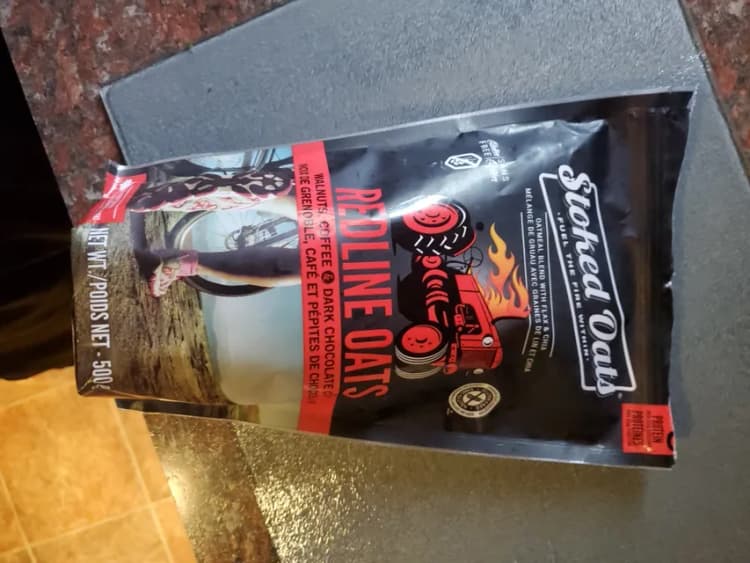 Stoked Oats
·FUEL THE FIRE WITHIN·
OATMEAL BLEND WITH FLAX & CHIA
MÉLANGE DE GRUAU AVEC GRAINES DE LIN ET CHIA
PROTEIN
PROTÉINES
FREE
SANS
REDLINE OATS
WALNUTS, COFFEE & DARK CHOCOLATE
NOIX DE GRENOBLE, CAFÉ ET PÉPITES DE
NET WT / POIDS NET - 500